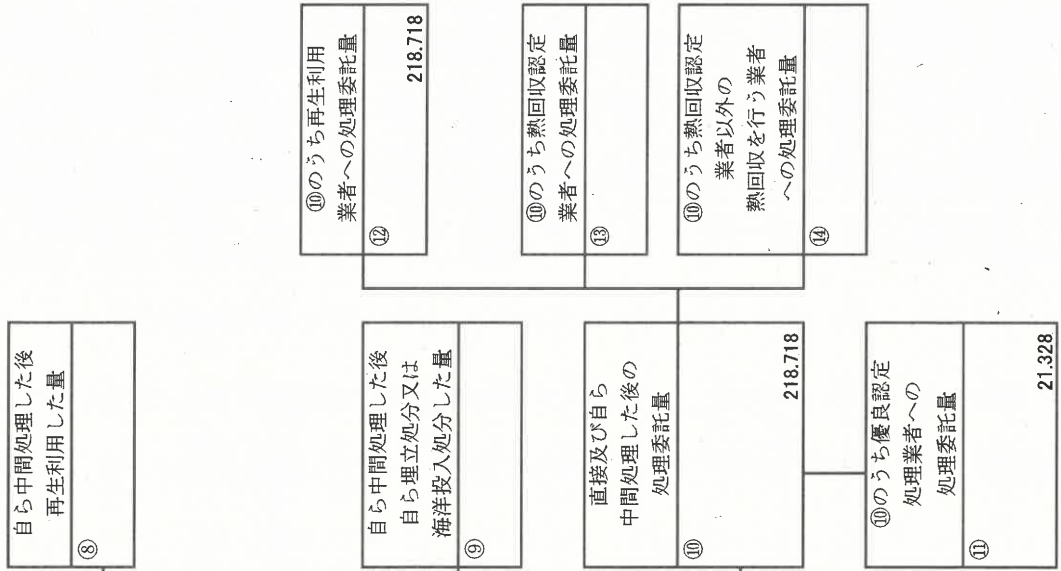 自ら中間処理した後
再生利用した量
⑧
自ら中間処理した後
自ら埋立処分又は
海洋投入処分した量
⑨
直接及び自ら
中間処理した後の
処理委託量
⑩
218.718
⑩のうち優良認定
処理業者への
処理委託量
⑪
21.328
⑩のうち再生利用
業者への処理委託量
⑫
218.718
⑩のうち熱回収認定
業者への処理委託量
⑬
⑩のうち熱回収認定
業者以外の
熱回収を行う業者
への処理委託量
⑭